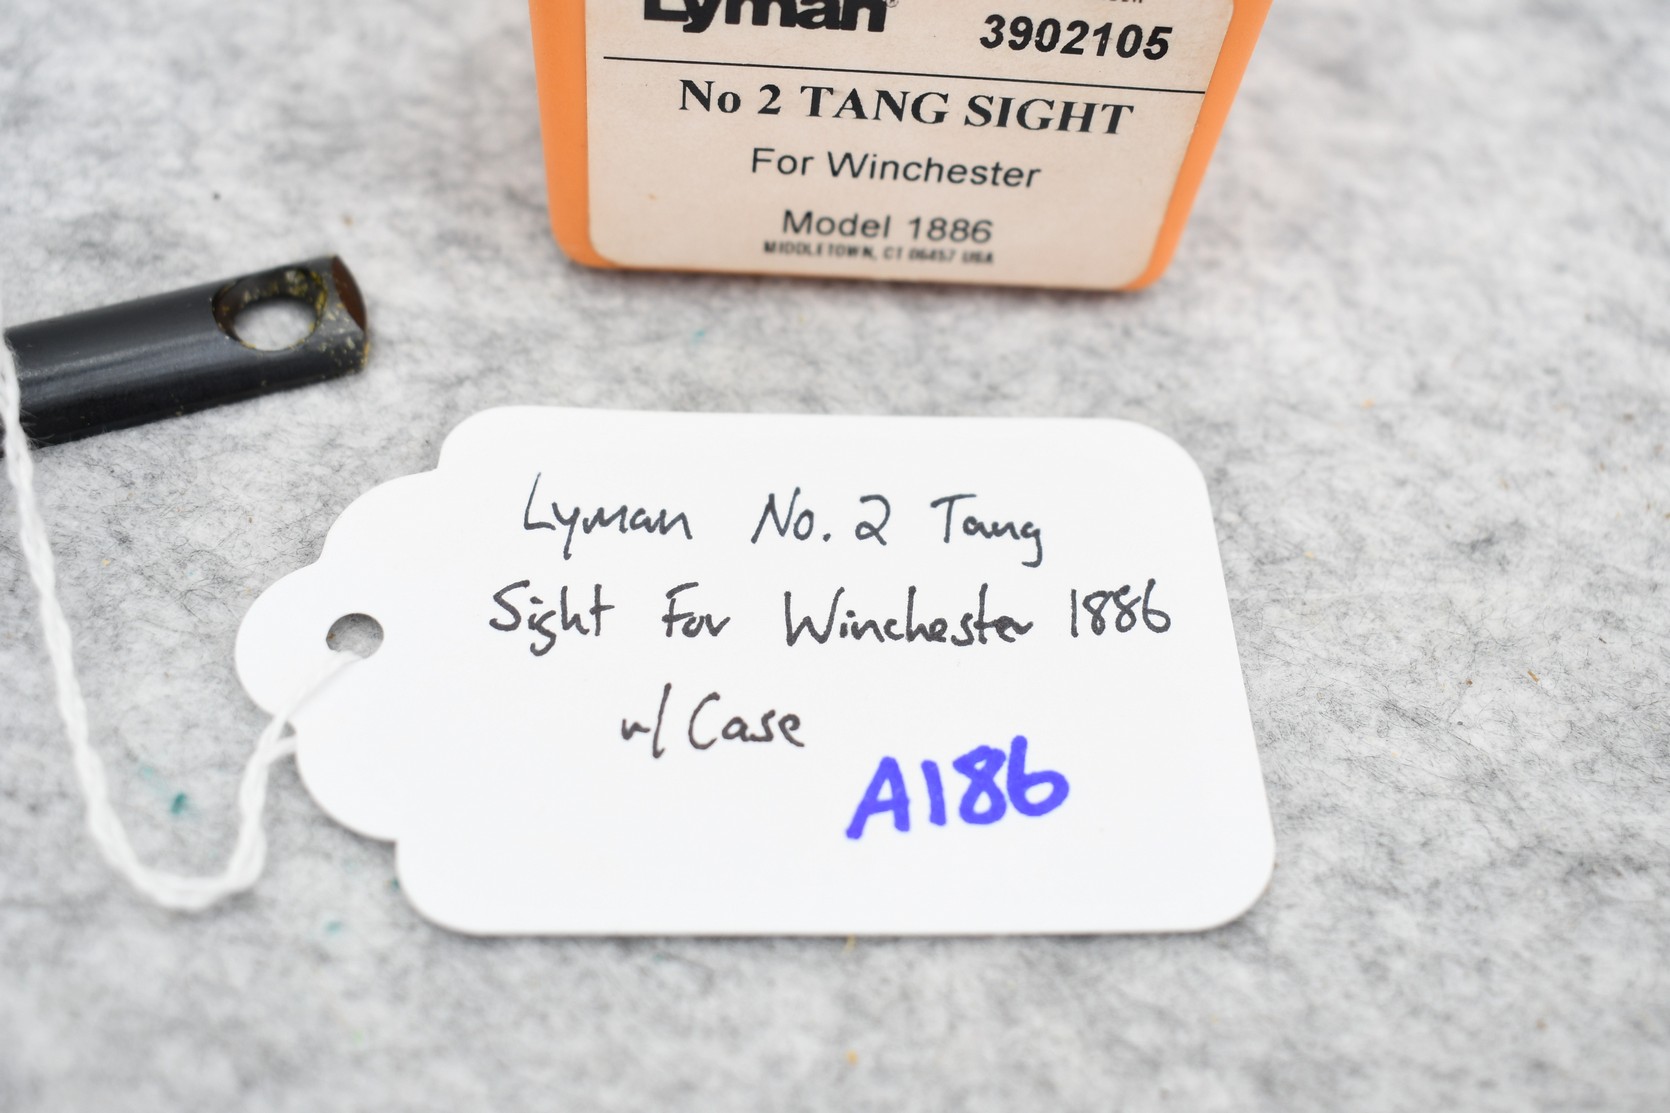 Lyman®
3902105
No 2 TANG SIGHT
For Winchester
Model 1886
MIDDLETOWN, CT 06457 USA
Lyman No. 2 Tang
Sight For Winchester 1886
w/ Case
A186